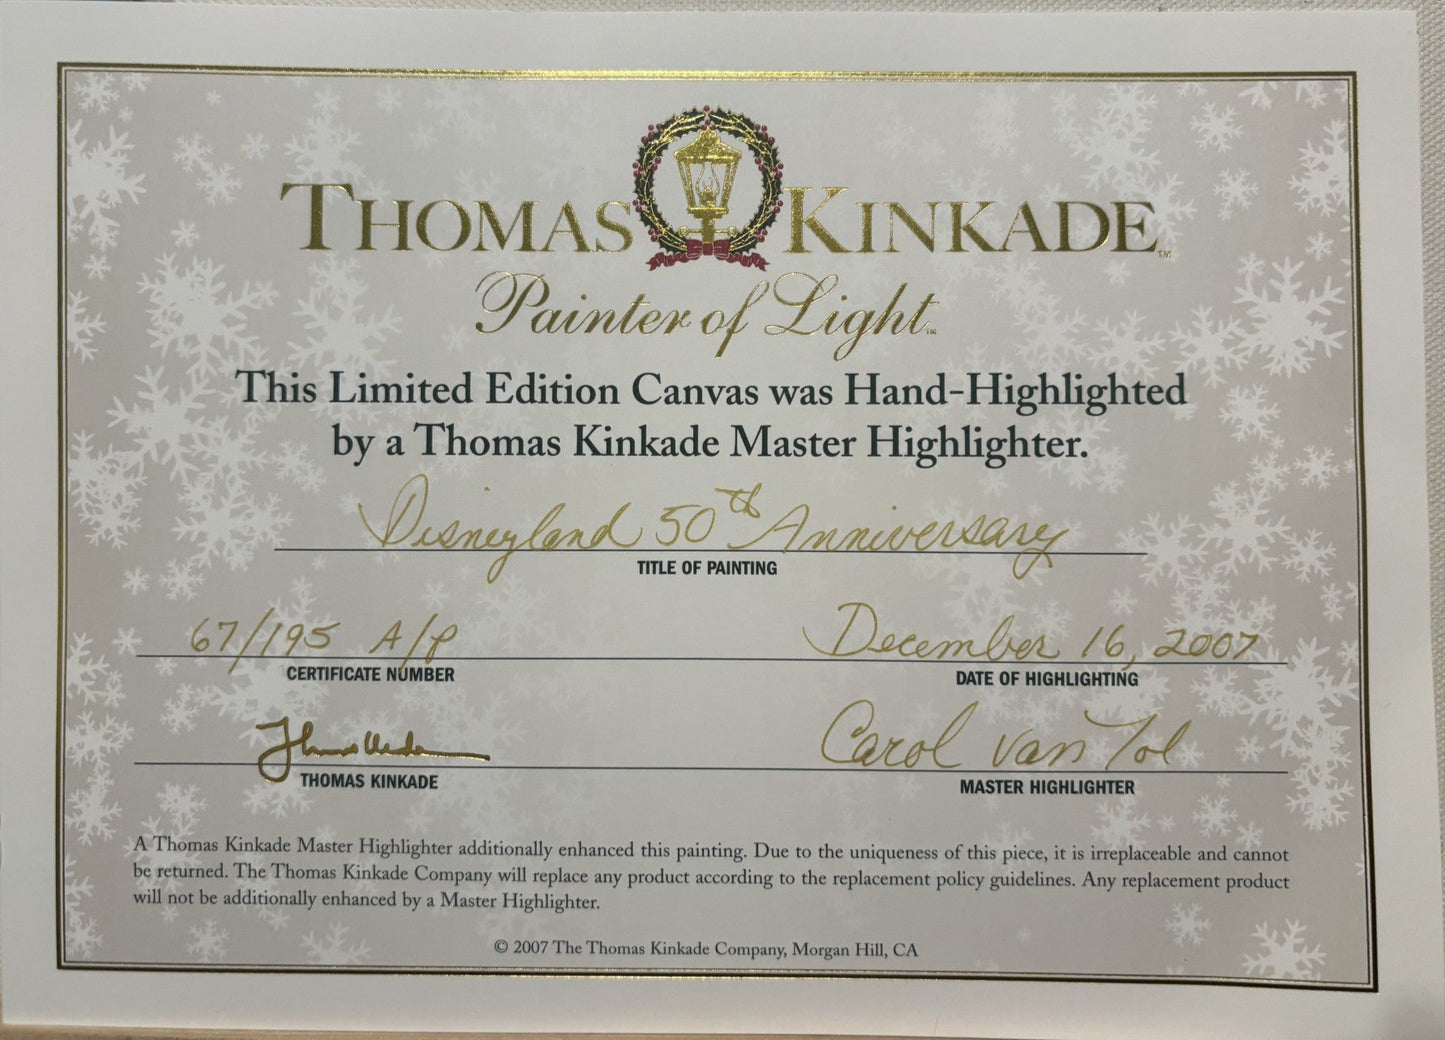 THOMAS KINKADE™
Painter of Light™
This Limited Edition Canvas was Hand-Highlighted
by a Thomas Kinkade Master Highlighter.
Disneyland 50th Anniversary
TITLE OF PAINTING
67/195 A/P
December 16, 2007
CERTIFICATE NUMBER
DATE OF HIGHLIGHTING
Thomas Kinkade
Carol van Tol
THOMAS KINKADE
MASTER HIGHLIGHTER
A Thomas Kinkade Master Highlighter additionally enhanced this painting. Due to the uniqueness of this piece, it is irreplaceable and cannot
be returned. The Thomas Kinkade Company will replace any product according to the replacement policy guidelines. Any replacement product
will not be additionally enhanced by a Master Highlighter.
© 2007 The Thomas Kinkade Company, Morgan Hill, CA